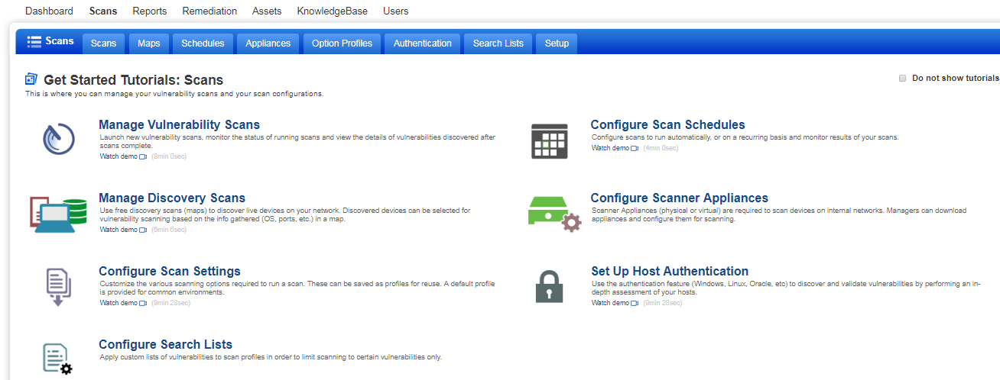 Dashboard Scans Reports Remediation Assets KnowledgeBase Users
Scans Scans Maps Schedules Appliances Option Profiles Authentication Search Lists Setup
Get Started Tutorials: Scans
Do not show tutorials
This is where you can manage your vulnerability scans and your scan configurations.
Manage Vulnerability Scans
Launch new vulnerability scans, monitor the status of running scans and view the details of vulnerabilities discovered after
scans complete.
Watch demo (8min 0sec)
Configure Scan Schedules
Configure scans to run automatically, or on a recurring basis and monitor results of your scans.
Watch demo (4min 0sec)
Manage Discovery Scans
Use free discovery scans (maps) to discover live devices on your network. Discovered devices can be selected for
vulnerability scanning based on the info gathered (OS, ports, etc.) in a map.
Watch demo (6min 6sec)
Configure Scanner Appliances
Scanner Appliances (physical or virtual) are required to scan devices on internal networks. Managers can download
appliances and configure them for scanning.
Configure Scan Settings
Customize the various scanning options required to run a scan. These can be saved as profiles for reuse. A default profile
is provided for common environments.
Watch demo (9min 28sec)
Set Up Host Authentication
Use the authentication feature (Windows, Linux, Oracle, etc) to discover and validate vulnerabilities by performing an in-
depth assessment of your hosts.
Watch demo (9min 28sec)
Configure Search Lists
Apply custom lists of vulnerabilities to scan profiles in order to limit scanning to certain vulnerabilities only.